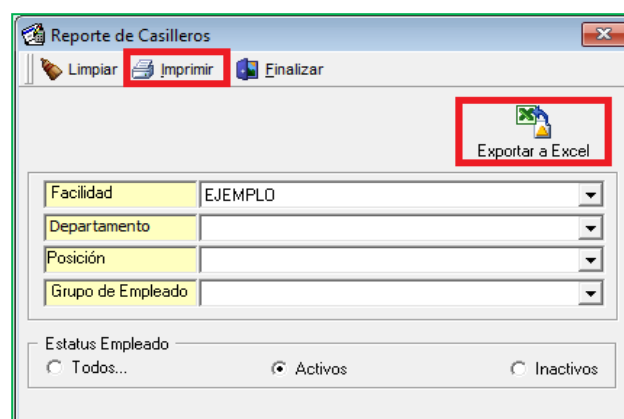 Reporte de Casilleros
Limpiar Imprimir Finalizar
Exportar a Excel
Facilidad EJEMPLO
Departamento
Posición
Grupo de Empleado
Estatus Empleado
Todos... Activos Inactivos